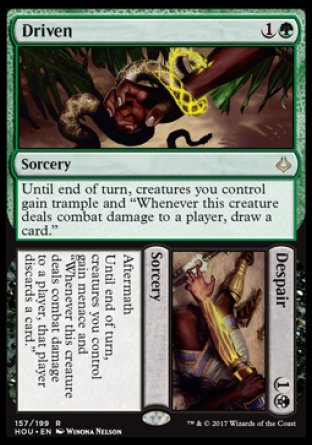 Driven
1
Sorcery
Until end of turn, creatures you control
gain trample and “Whenever this creature
deals combat damage to a player, draw a
card.”
Despair
1
Sorcery
Aftermath
Until end of turn,
creatures you control
gain menace and
“Whenever this creature
deals combat damage
to a player, that player
discards a card.”
157/199 R
HOU • EN Winona Nelson
™ & © 2017 Wizards of the Coast